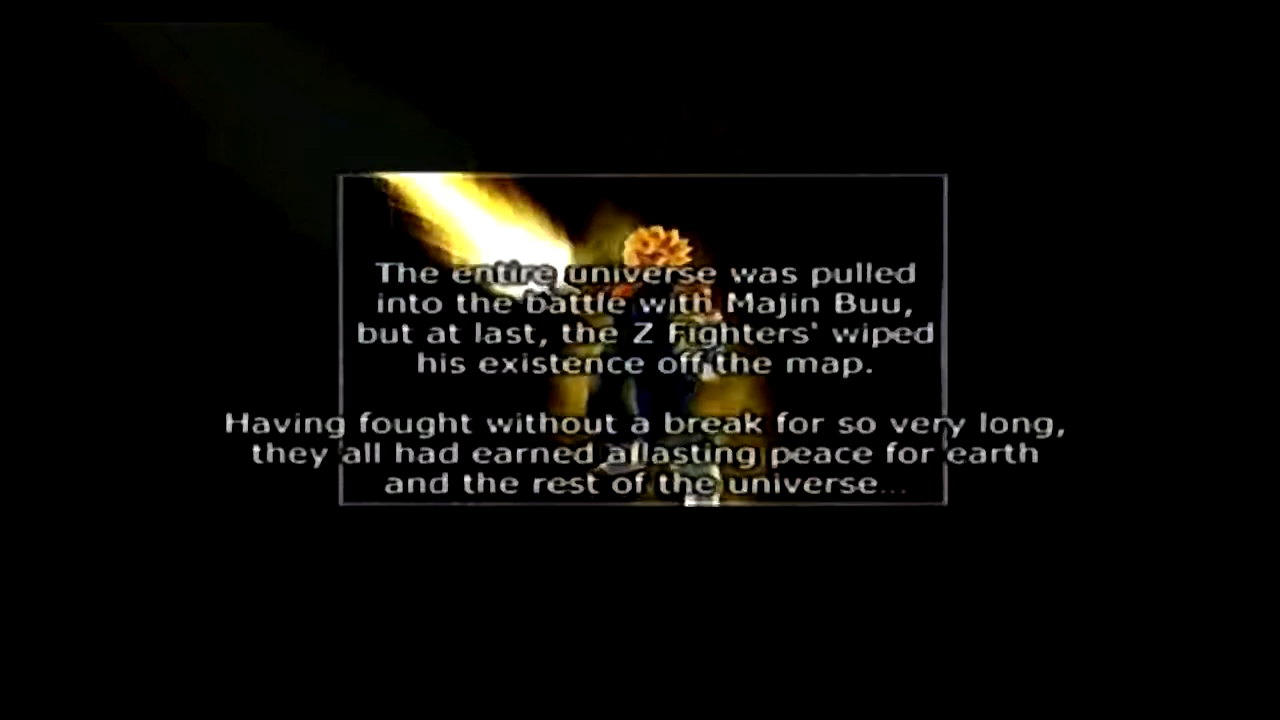 The entire universe was pulled
into the battle with Majin Buu,
but at last, the Z Fighters' wiped
his existence off the map.
Having fought without a break for so very long,
they all had earned a lasting peace for earth
and the rest of the universe...